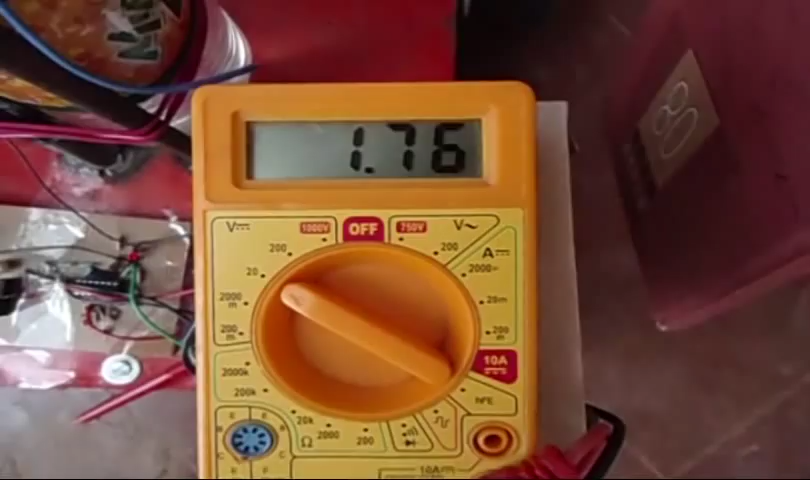 1.76
V⎓ 1000V OFF 750V V~
200 200
A⎓
20 2000
2000 m 20m
200 m 200 m
2000k 10A
200k hFE
20k
Ω 2000 200
E E
B B
C C
E E
10A⎓